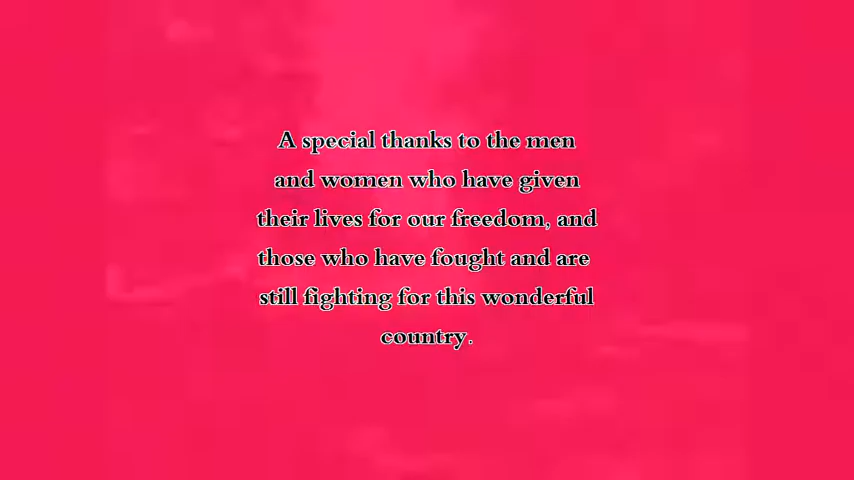 A special thanks to the men
and women who have given
their lives for our freedom, and
those who have fought and are
still fighting for this wonderful
country.